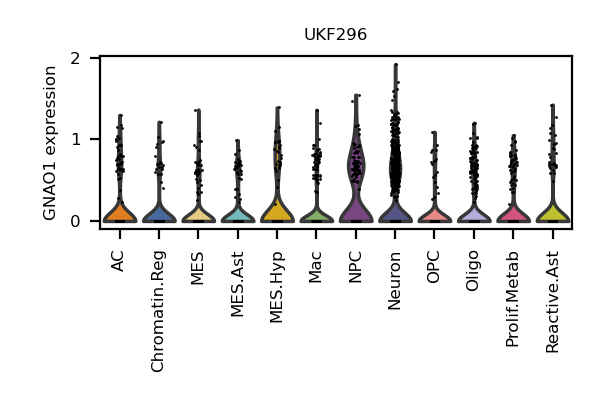 UKF296
GNAO1 expression
2
1
0
AC
Chromatin.Reg
MES
MES.Ast
MES.Hyp
Mac
NPC
Neuron
OPC
Oligo
Prolif.Metab
Reactive.Ast